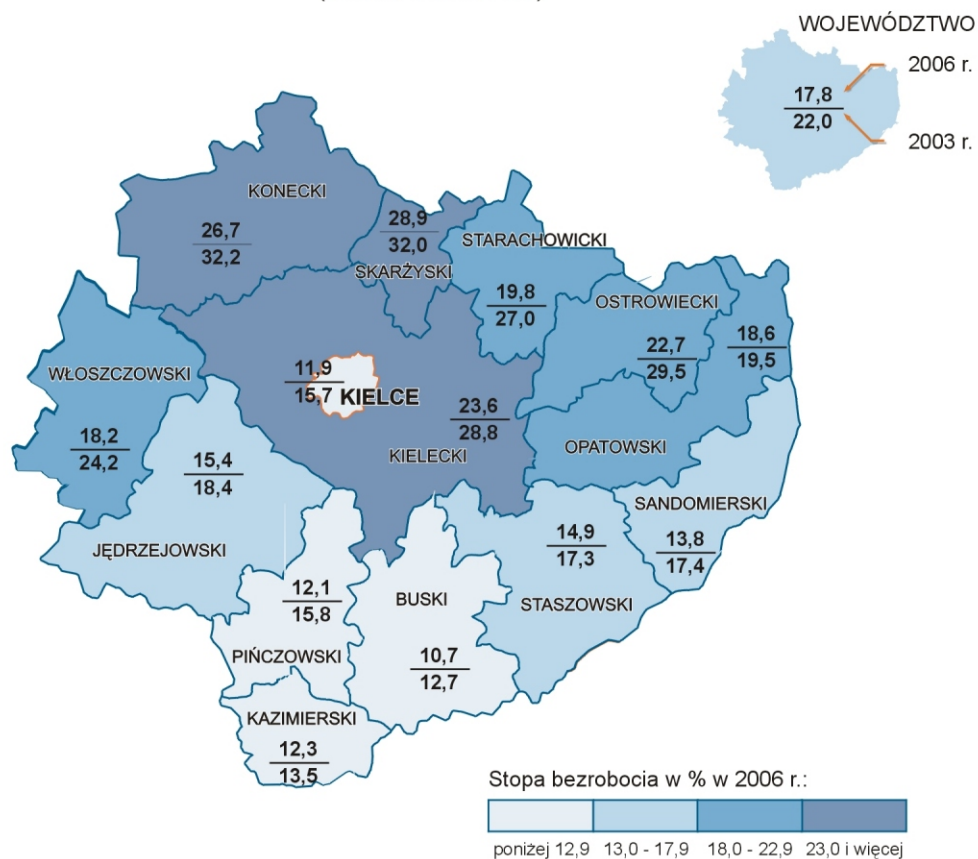 WOJEWÓDZTWO
2006 r.
17,8
22,0
2003 r.
KONECKI
26,7
32,2
28,9
32,0
SKARŻYSKI
STARACHOWICKI
19,8
27,0
OSTROWIECKI
22,7
29,5
18,6
19,5
OPATOWSKI
WŁOSZCZOWSKI
18,2
24,2
11,9
15,7
KIELCE
23,6
28,8
KIELECKI
15,4
18,4
JĘDRZEJOWSKI
SANDOMIERSKI
13,8
17,4
14,9
17,3
STASZOWSKI
12,1
15,8
PIŃCZOWSKI
BUSKI
10,7
12,7
KAZIMIERSKI
12,3
13,5
Stopa bezrobocia w % w 2006 r.:
poniżej 12,9 13,0 - 17,9 18,0 - 22,9 23,0 i więcej